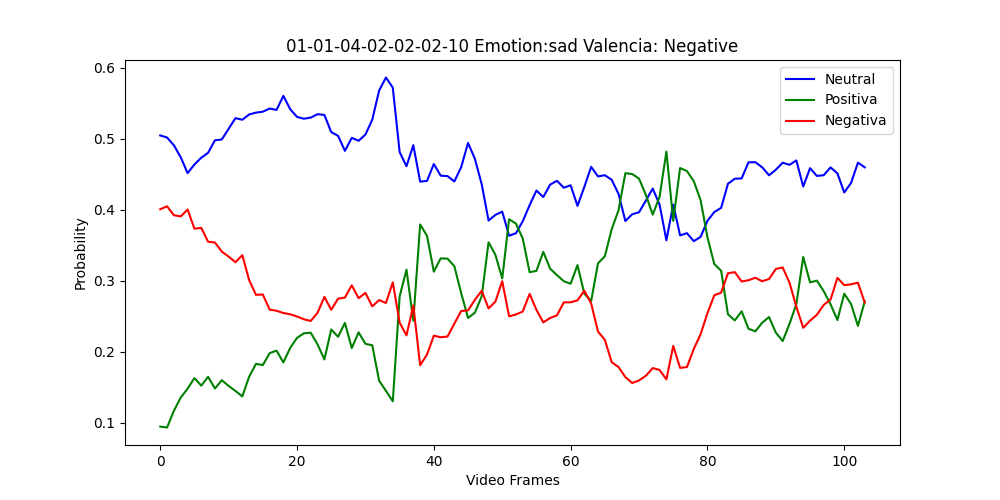 01-01-04-02-02-02-10 Emotion:sad Valencia: Negative
Neutral
Positiva
Negativa
Probability
0.6
0.5
0.4
0.3
0.2
0.1
0 20 40 60 80 100
Video Frames